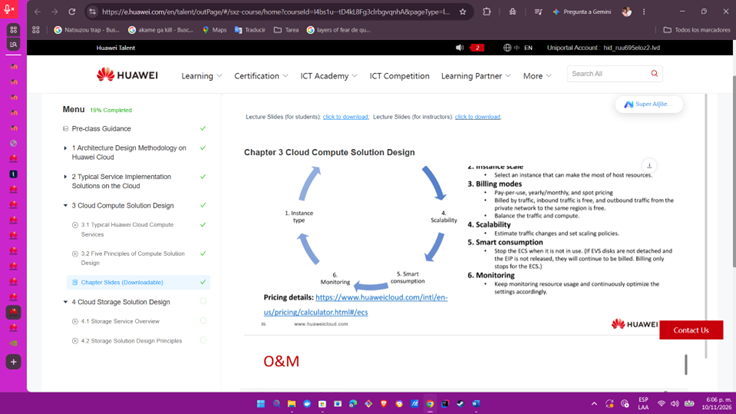 https://e.huawei.com/en/talent/outPage/#/sxz-course/home?courseId=
Pregunta a Gemini
Natsuzou trap - Busc...
akame ga kill - Busc...
Maps
Traducir
Tarea
layers of fear de qu...
Todos los marcadores
Huawei Talent
2
EN
Uniportal Account :
HUAWEI
Learning
Certification
ICT Academy
ICT Competition
Learning Partner
More
Search All
Menu 19% Completed
Pre-class Guidance
1 Architecture Design Methodology on
Huawei Cloud
2 Typical Service Implementation
Solutions on the Cloud
3 Cloud Compute Solution Design
3.1 Typcal Huawei Cloud Compute
Services
3.2 Five Principles of Compute Solution
Design
Chapter Slides (Downloadable)
4 Cloud Storage Solution Design
4.1 Storage Service Overview
4.2 Storage Solution Design Principles
Lecture Slides (for students). click to download, Lecture Slides (for instructors). click to download.
Chapter 3 Cloud Compute Solution Design
1. Instance
type
4.
Scalability
5. Smart
consumption
6.
Monitoring
Pricing details: https://www.huaweicloud.com/intl/en-
us/pricing/calculator.html#/ecs
www.huaweicloud.com
2. Instance scale
• Select an instance that can make the most of host resources.
3. Billing modes
• Pay-per-use, yearly/monthly, and spot pricing
• Billed by traffic, inbound traffic is free, and outbound traffic from the
private network to the same region is free.
• Balance the traffic and compute.
4. Scalability
• Estimate traffic changes and set scaling policies.
5. Smart consumption
• Stop the ECS when it is not in use. (If EVS disks are not detached and
the EIP is not released, they will continue to be billed. Billing only
stops for the ECS.)
6. Monitoring
• Keep monitoring resource usage and continuously optimize the
settings accordingly.
HUAWEI
Contact Us
O&M
ESP
LAA
6:06 p. m.
10/11/2026